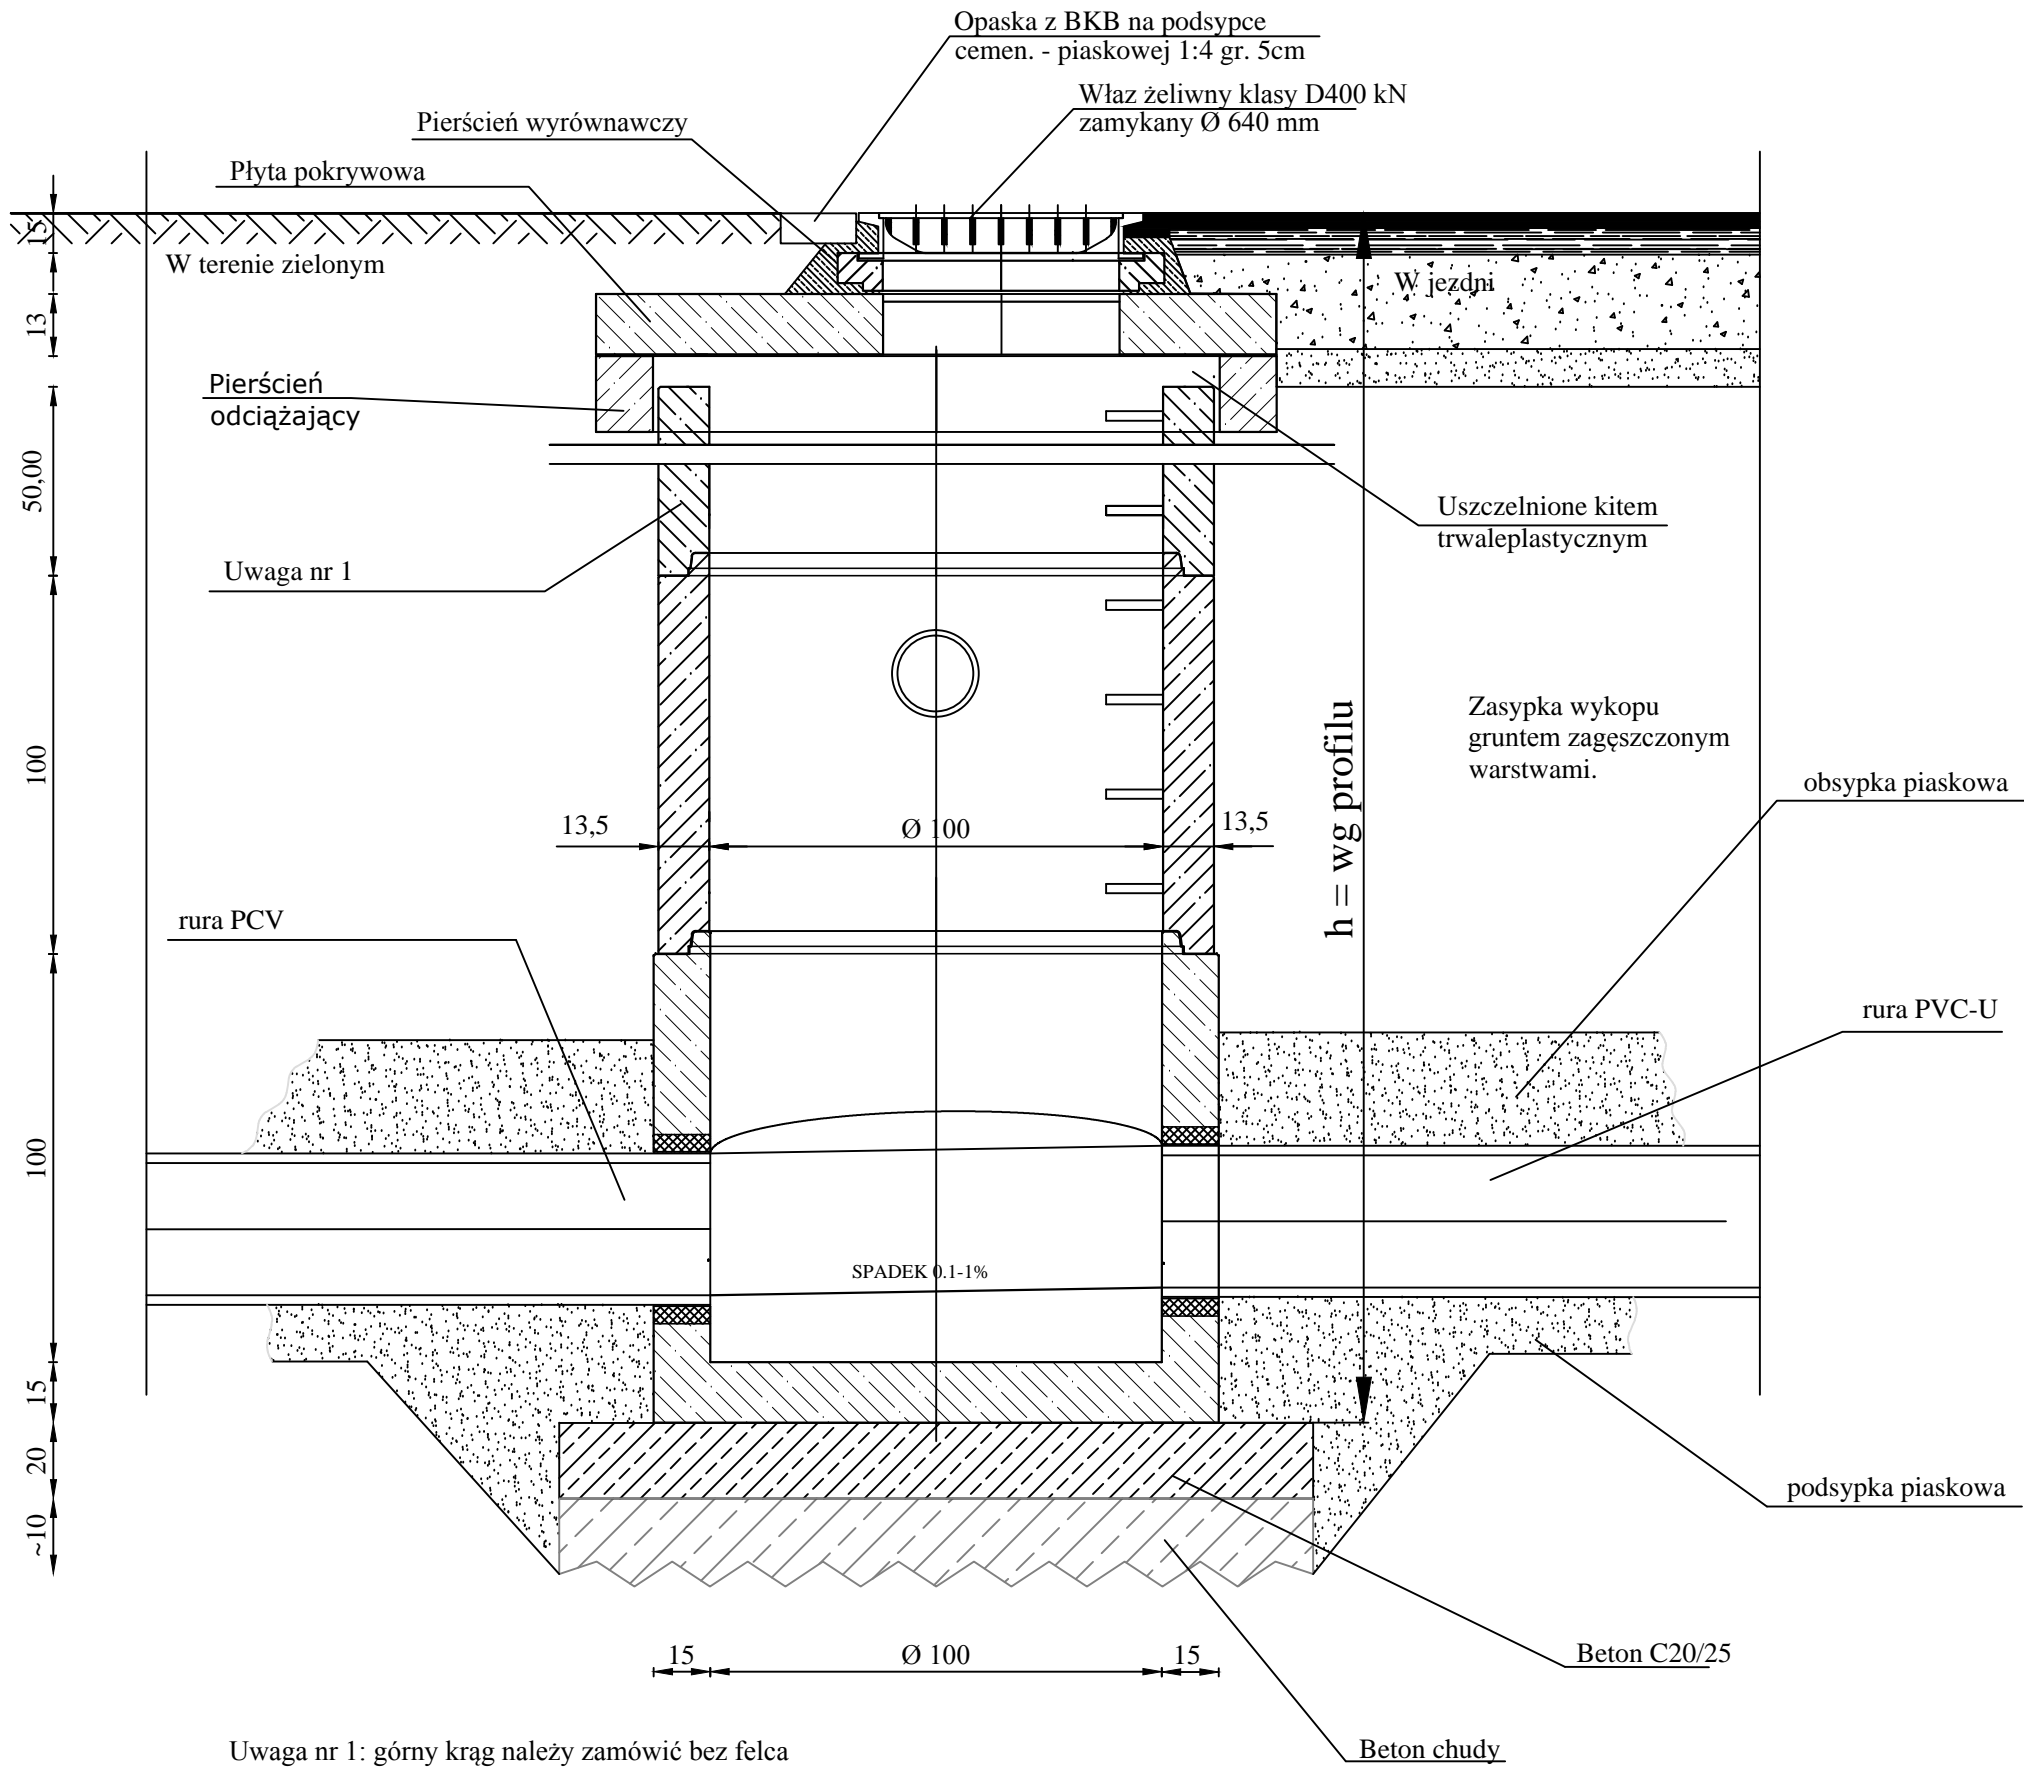 Opaska z BKB na podsypce
cemen. - piaskowej 1:4 gr. 5cm
Właz żeliwny klasy D400 kN
zamykany Ø 640 mm
Pierścień wyrównawczy
Płyta pokrywowa
15
W terenie zielonym
W jezdni
13
Pierścień
odciążający
50,00
Uszczelnione kitem
trwaleplastycznym
Uwaga nr 1
100
h = wg profilu
Zasypka wykopu
gruntem zagęszczonym
warstwami.
obsypka piaskowa
13,5
Ø 100
13,5
rura PCV
rura PVC-U
100
SPADEK 0.1-1%
15
20
~10
podsypka piaskowa
15
Ø 100
15
Beton C20/25
Beton chudy
Uwaga nr 1: górny krąg należy zamówić bez felca